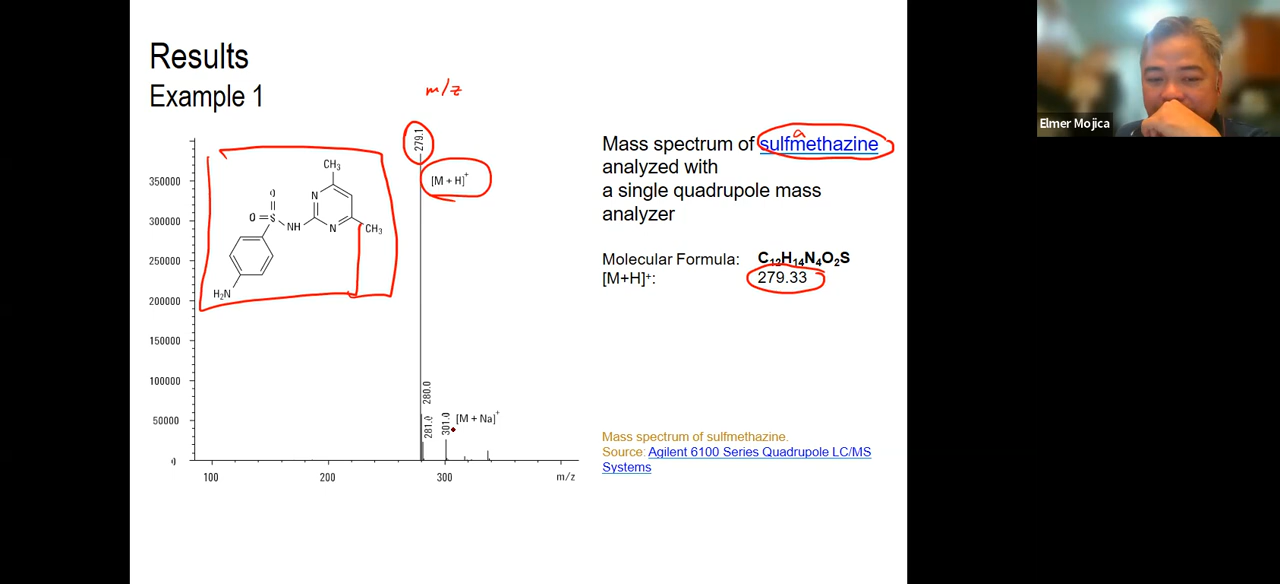 Results
Example 1
m/z
279.1
[M + H]+
350000
300000
250000
200000
150000
100000
50000
100
200
300
m/z
CH3
N
N
CH3
NH
O
O=S
H2N
280.0
281.0
301.0
[M + Na]+
Mass spectrum of sulfmethazine
a
analyzed with
a single quadrupole mass
analyzer
Molecular Formula: C12H14N4O2S
[M+H]+: 279.33
Mass spectrum of sulfmethazine.
Source: Agilent 6100 Series Quadrupole LC/MS
Systems
Elmer Mojica